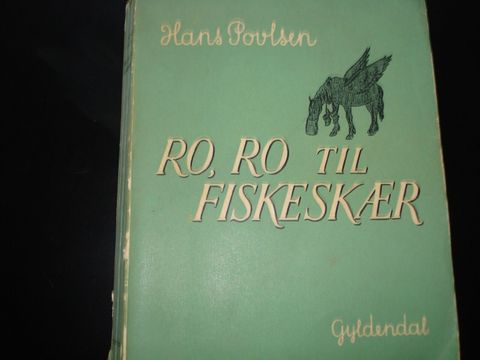 Hans Povlsen
RO, RO TIL
FISKESKÆR
Gyldendal